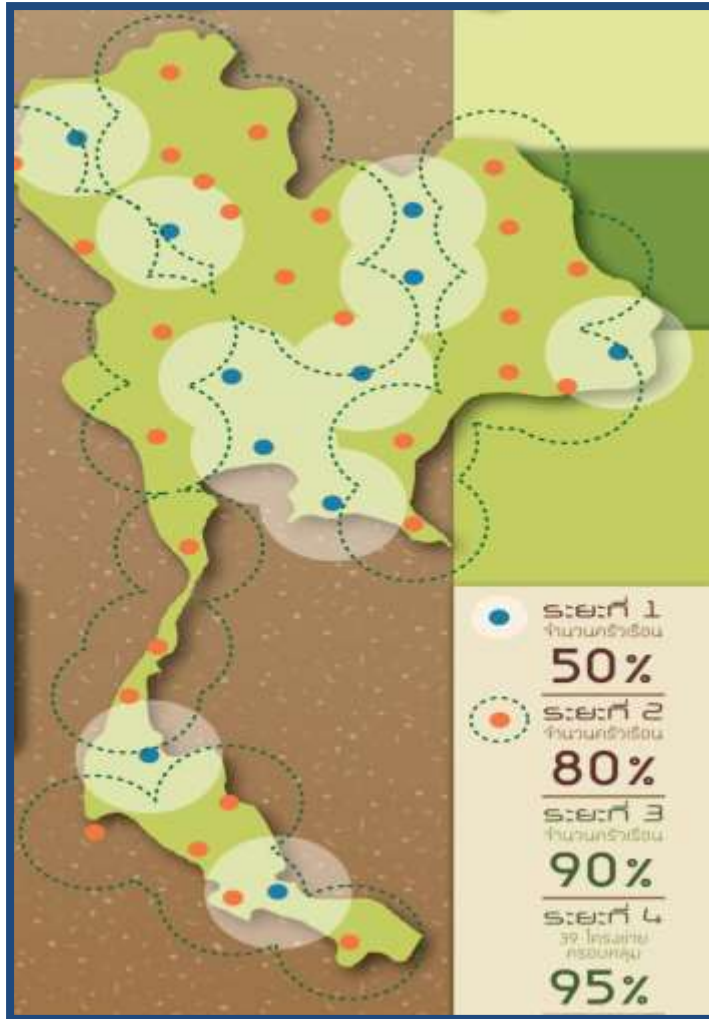 ระยะที่ 1
จำนวนครัวเรือน
50%
ระยะที่ 2
จำนวนครัวเรือน
80%
ระยะที่ 3
จำนวนครัวเรือน
90%
ระยะที่ 4
39 โครงข่าย
ครอบคลุม
95%